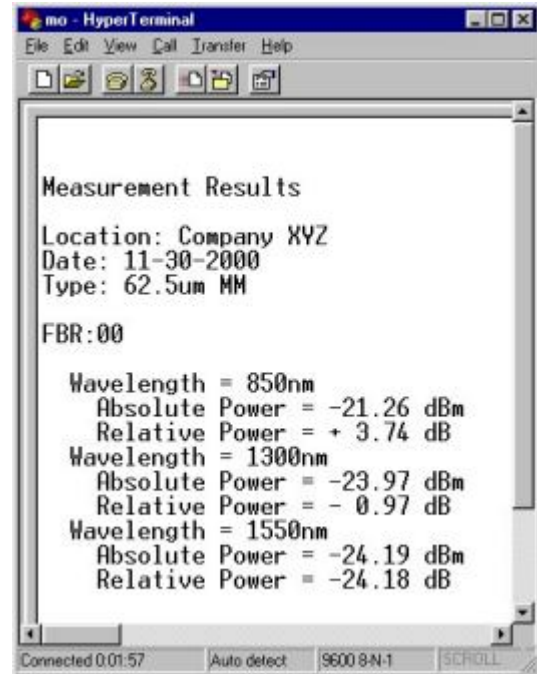 mo - HyperTerminal
File Edit View Call Transfer Help
Measurement Results
Location: Company XYZ
Date: 11-30-2000
Type: 62.5um MM
FBR:00
Wavelength = 850nm
Absolute Power = -21.26 dBm
Relative Power = + 3.74 dB
Wavelength = 1300nm
Absolute Power = -23.97 dBm
Relative Power = - 0.97 dB
Wavelength = 1550nm
Absolute Power = -24.19 dBm
Relative Power = -24.18 dB
Connected 0:01:57 Auto detect 9600 8-N-1 SCROLL